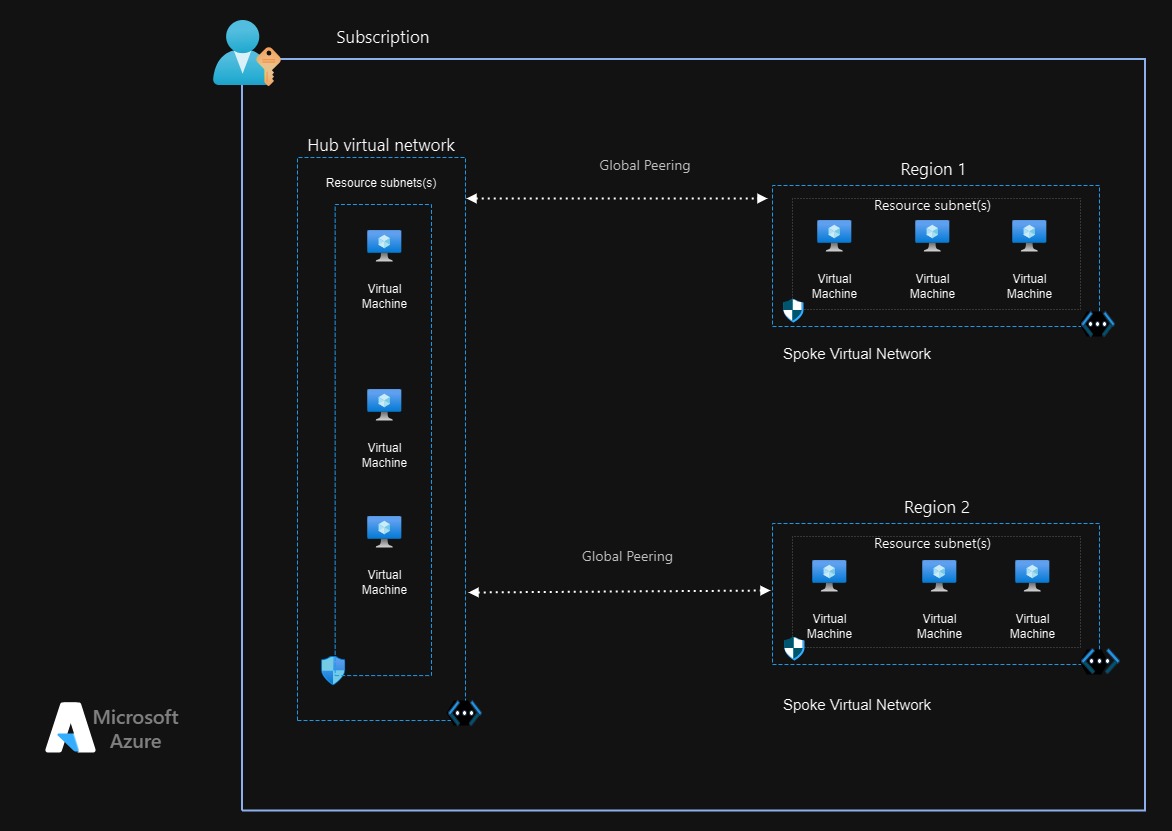 Subscription
Hub virtual network
Resource subnets(s)
Virtual
Machine
Virtual
Machine
Virtual
Machine
Global Peering
Region 1
Resource subnet(s)
Virtual
Machine
Virtual
Machine
Virtual
Machine
Spoke Virtual Network
Global Peering
Region 2
Resource subnet(s)
Virtual
Machine
Virtual
Machine
Virtual
Machine
Spoke Virtual Network
Microsoft
Azure